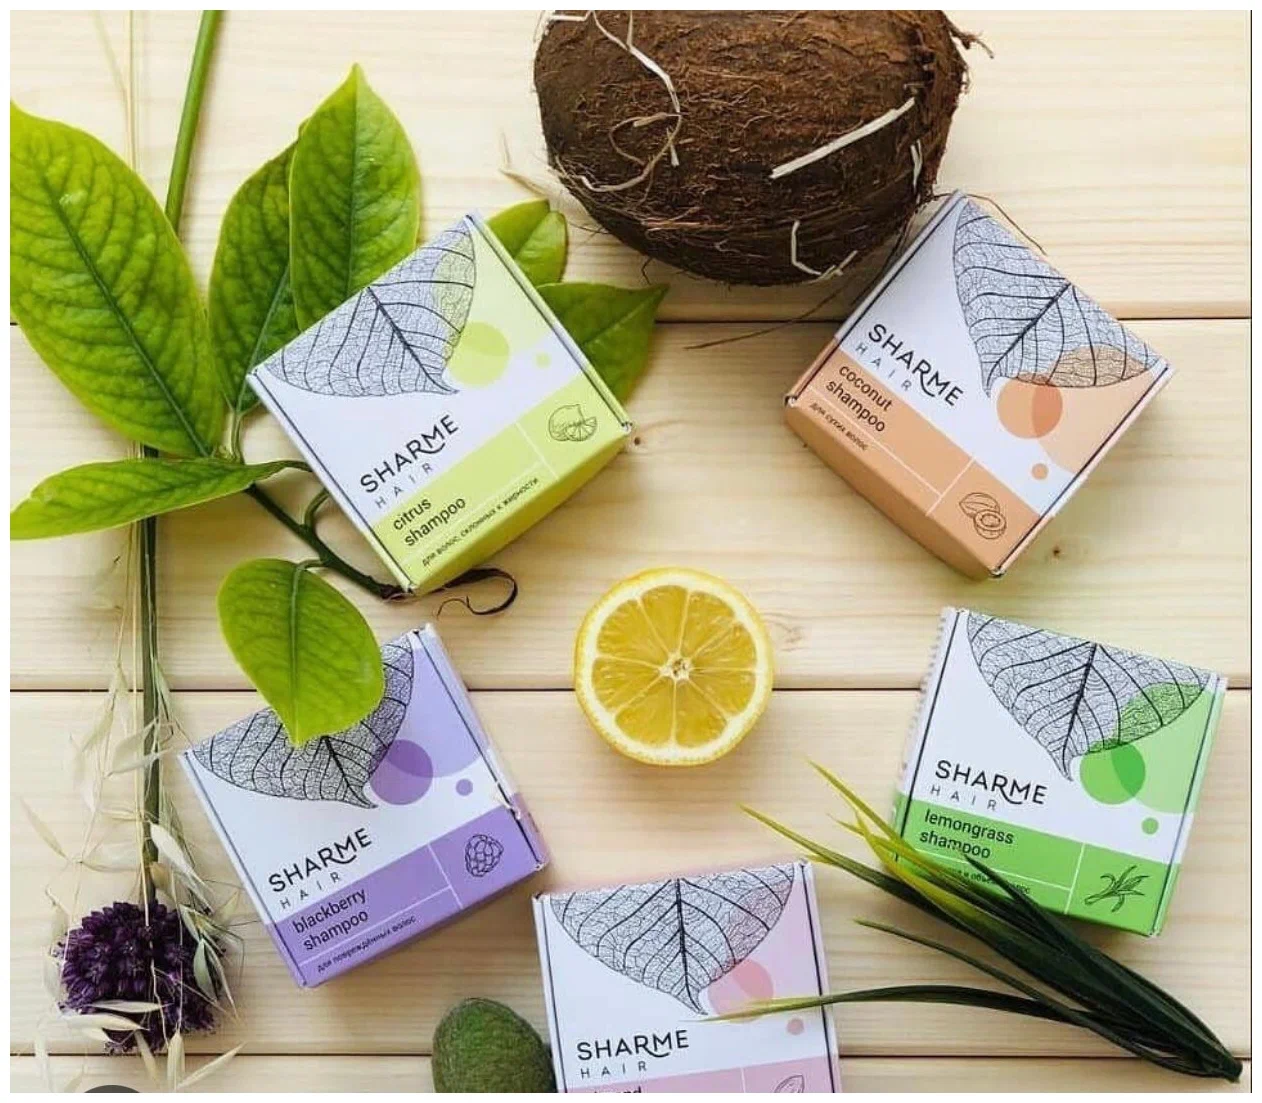 SHARME
HAIR
citrus
shampoo
для волос, склонных к жирности
SHARME
HAIR
coconut
shampoo
для сухих волос
SHARME
HAIR
blackberry
shampoo
для повреждённых волос
SHARME
HAIR
lemongrass
shampoo
SHARME
HAIR